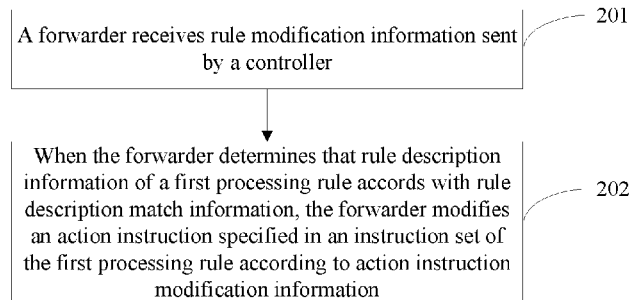 A forwarder receives rule modification information sent
by a controller
201
When the forwarder determines that rule description
information of a first processing rule accords with rule
description match information, the forwarder modifies
an action instruction specified in an instruction set of
the first processing rule according to action instruction
modification information
202